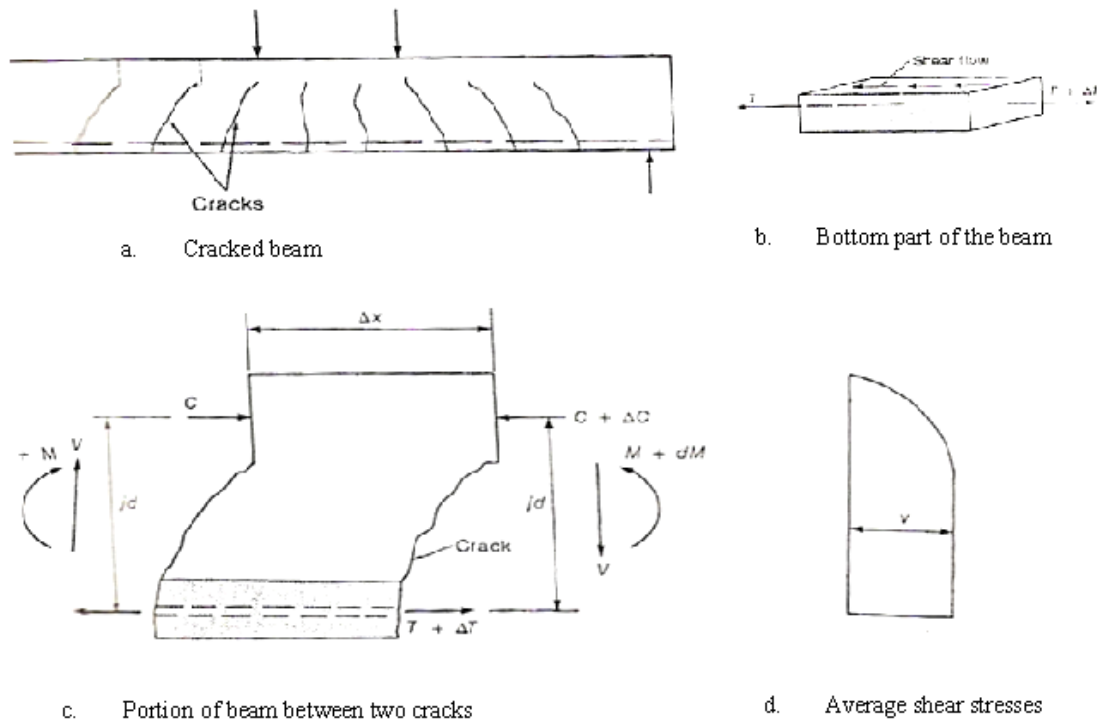 Cracks
a. Cracked beam
Shear flow
T
T + ΔT
b. Bottom part of the beam
Δx
C
C + ΔC
+ M
V
M + dM
jd
jd
Crack
V
T + ΔT
c. Portion of beam between two cracks
v
d. Average shear stresses